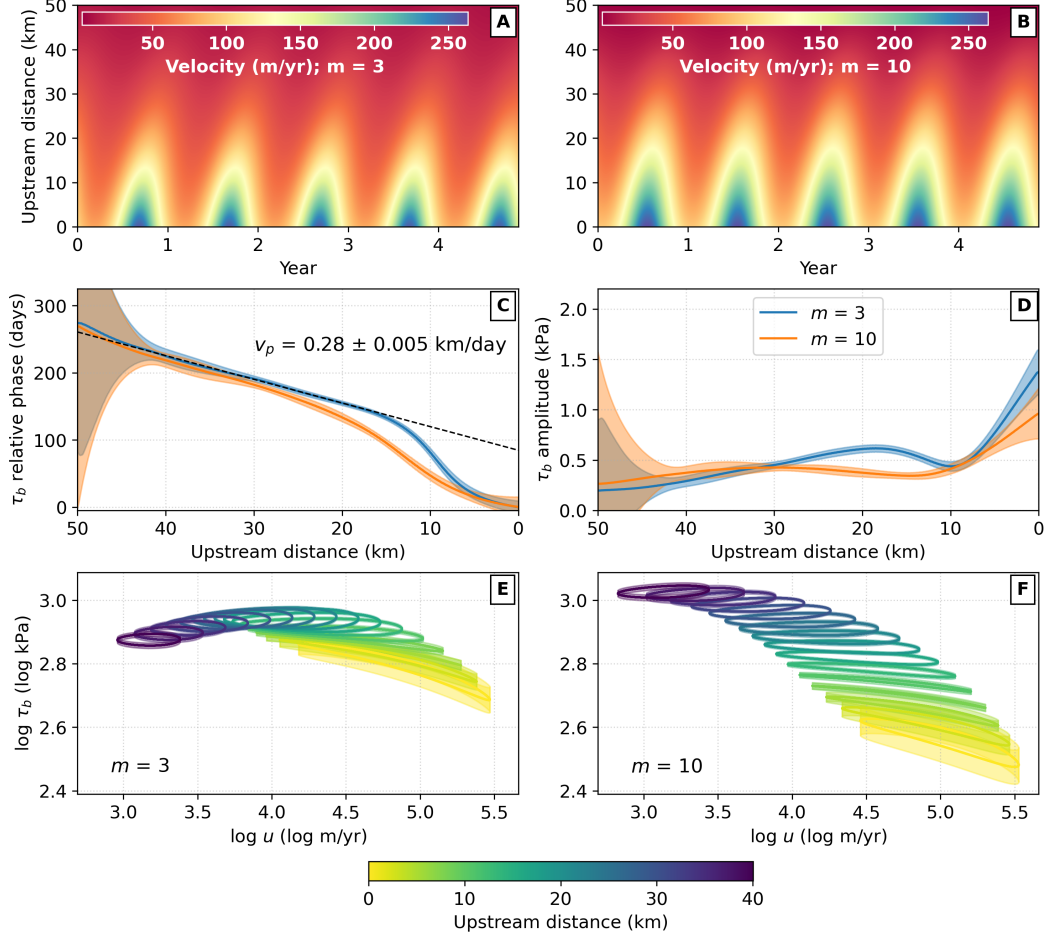 A
50 100 150 200 250
Velocity (m/yr); m = 3
50
40
30
20
10
0
Upstream distance (km)
0 1 2 3 4
Year
B
50 100 150 200 250
Velocity (m/yr); m = 10
50
40
30
20
10
0
0 1 2 3 4
Year
C
v_p = 0.28 ± 0.005 km/day
300
200
100
0
τ_b relative phase (days)
50 40 30 20 10 0
Upstream distance (km)
D
m = 3
m = 10
2.0
1.5
1.0
0.5
0.0
τ_b amplitude (kPa)
50 40 30 20 10 0
Upstream distance (km)
E
3.0
2.8
2.6
2.4
log τ_b (log kPa)
m = 3
3.0 3.5 4.0 4.5 5.0 5.5
log u (log m/yr)
F
3.0
2.8
2.6
2.4
m = 10
3.0 3.5 4.0 4.5 5.0 5.5
log u (log m/yr)
0 10 20 30 40
Upstream distance (km)